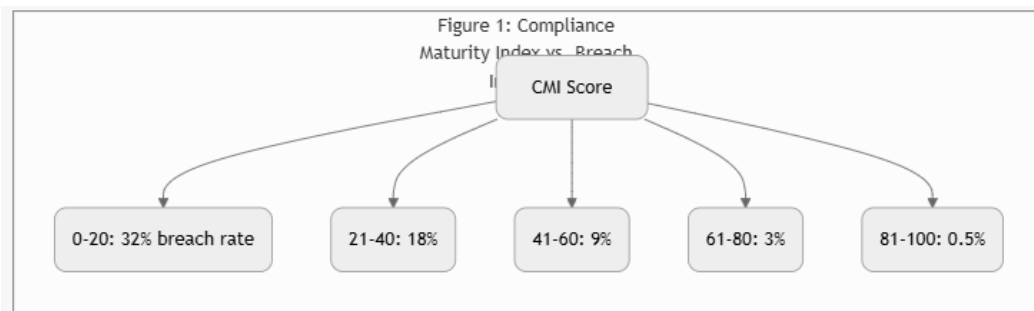 Figure 1: Compliance
Maturity Index vs. Breach
CMI Score
0-20: 32% breach rate
21-40: 18%
41-60: 9%
61-80: 3%
81-100: 0.5%